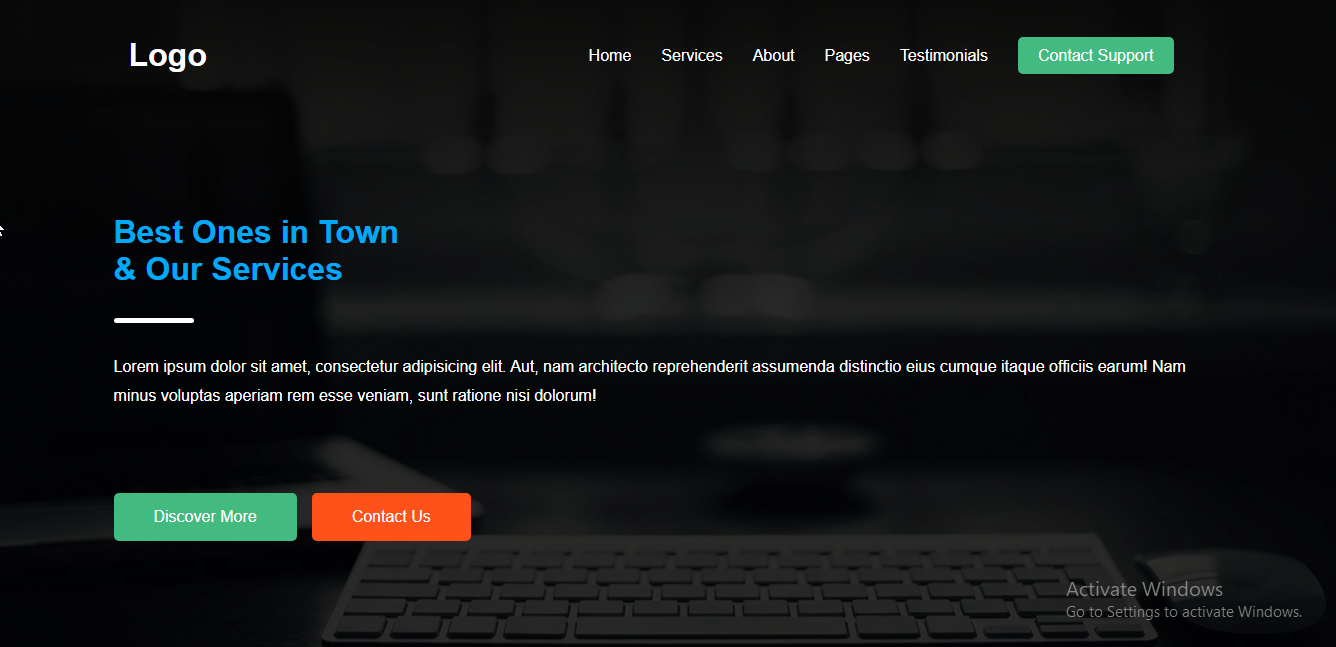 Logo
Home Services About Pages Testimonials Contact Support
Best Ones in Town
& Our Services
Lorem ipsum dolor sit amet, consectetur adipisicing elit. Aut, nam architecto reprehenderit assumenda distinctio eius cumque itaque officiis earum! Nam
minus voluptas aperiam rem esse veniam, sunt ratione nisi dolorum!
Discover More Contact Us
Activate Windows
Go to Settings to activate Windows.